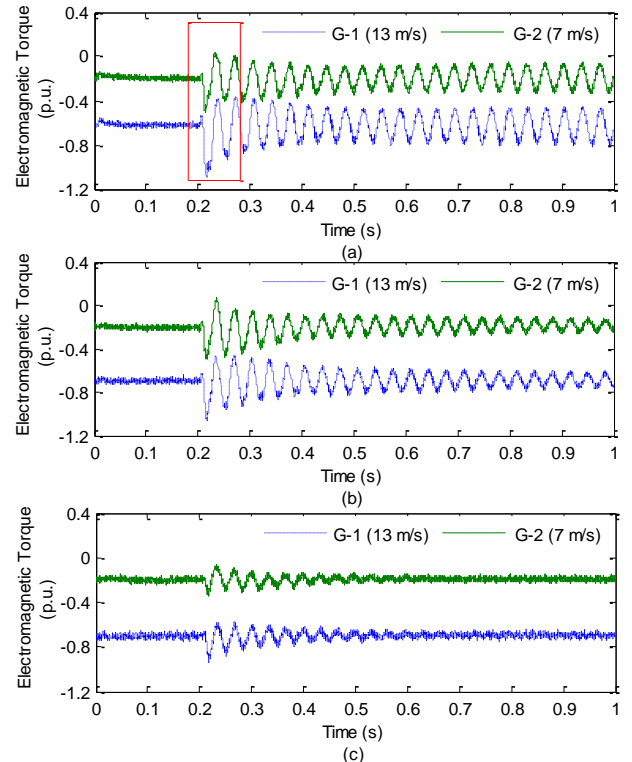 Electromagnetic Torque
(p.u.)
0.4
0
-0.4
-0.8
-1.2
G-1 (13 m/s) G-2 (7 m/s)
0 0.1 0.2 0.3 0.4 0.5 0.6 0.7 0.8 0.9 1
Time (s)
(a)
Electromagnetic Torque
(p.u.)
0.4
0
-0.4
-0.8
-1.2
G-1 (13 m/s) G-2 (7 m/s)
0 0.1 0.2 0.3 0.4 0.5 0.6 0.7 0.8 0.9 1
Time (s)
(b)
Electromagnetic Torque
(p.u.)
0.4
0
-0.4
-0.8
-1.2
G-1 (13 m/s) G-2 (7 m/s)
0 0.1 0.2 0.3 0.4 0.5 0.6 0.7 0.8 0.9 1
Time (s)
(c)